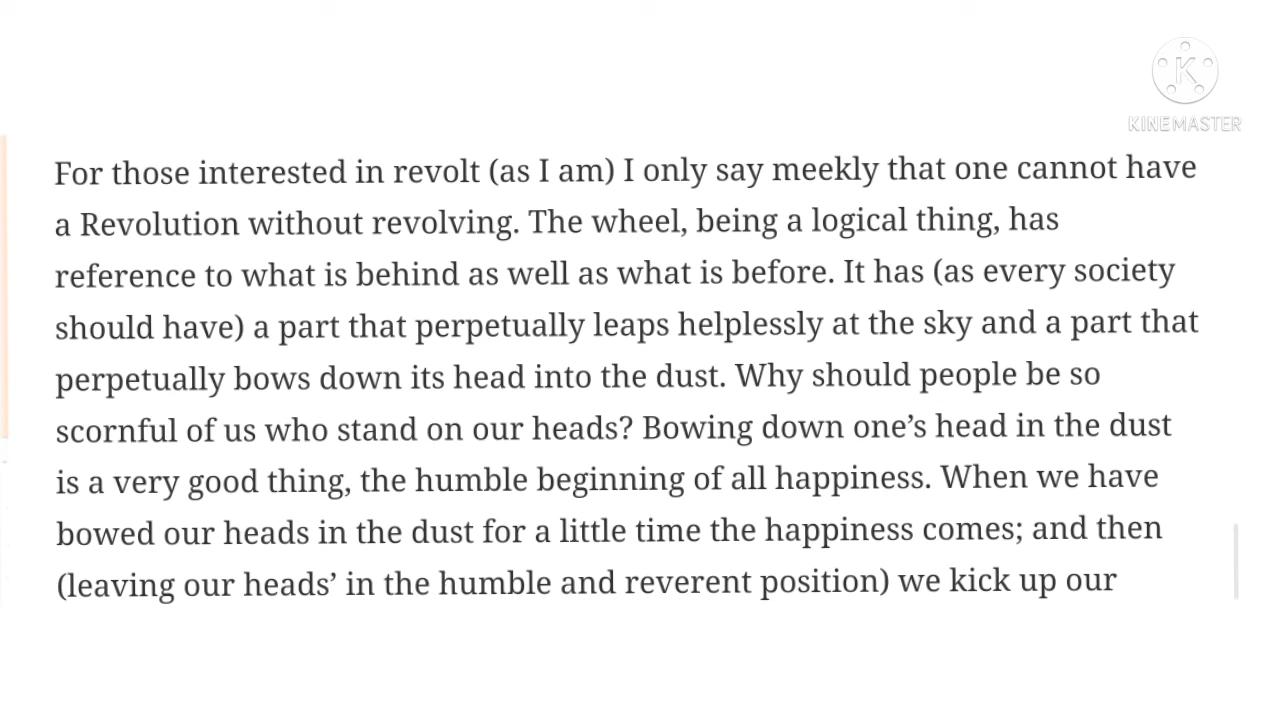 KINEMASTER
For those interested in revolt (as I am) I only say meekly that one cannot have
a Revolution without revolving. The wheel, being a logical thing, has
reference to what is behind as well as what is before. It has (as every society
should have) a part that perpetually leaps helplessly at the sky and a part that
perpetually bows down its head into the dust. Why should people be so
scornful of us who stand on our heads? Bowing down one’s head in the dust
is a very good thing, the humble beginning of all happiness. When we have
bowed our heads in the dust for a little time the happiness comes; and then
(leaving our heads’ in the humble and reverent position) we kick up our